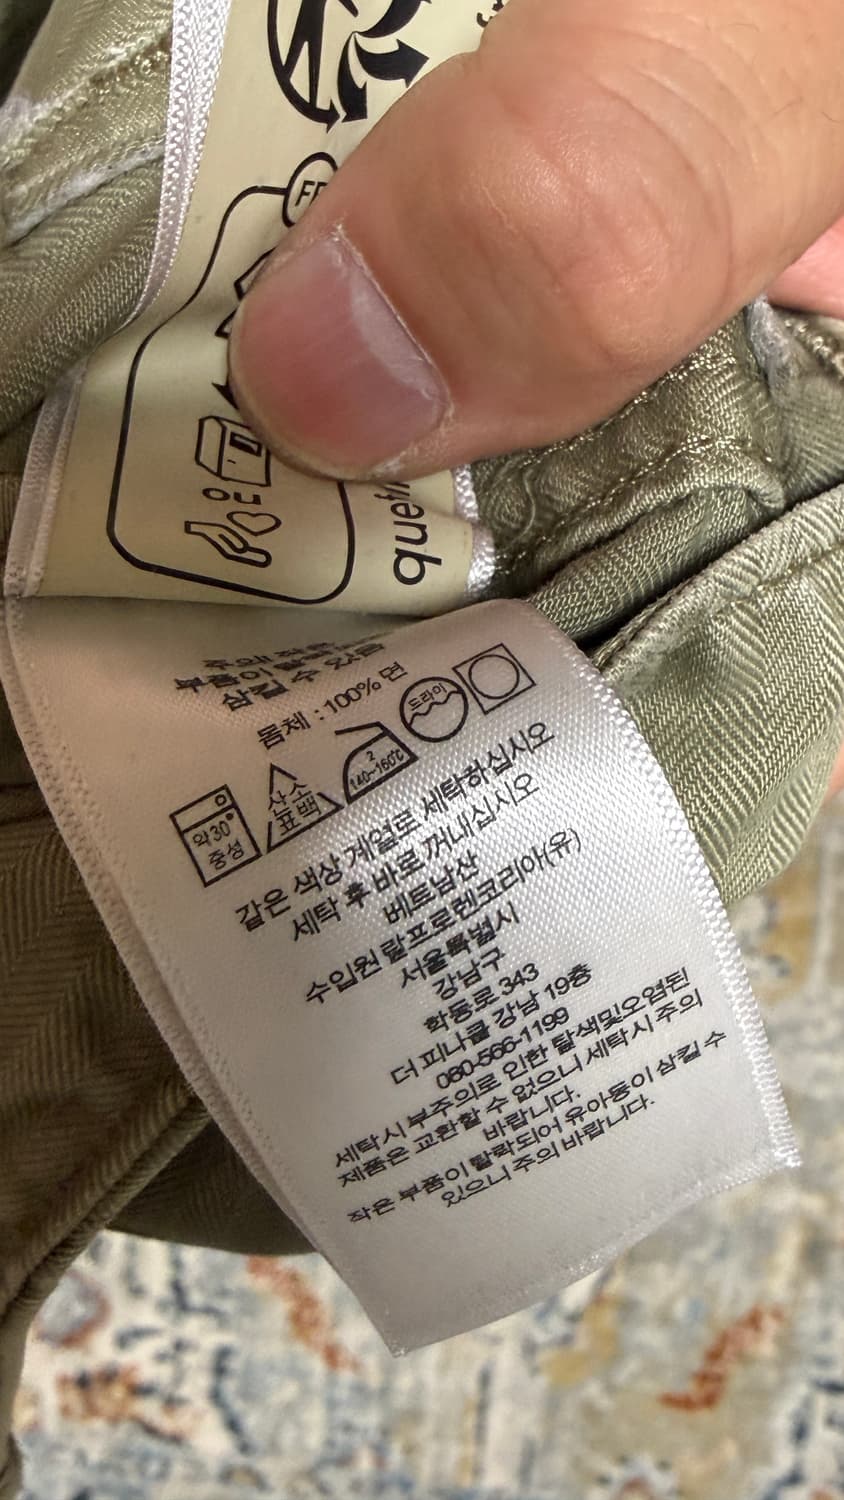 FR
quefr
주의! 작은
부품이 탈락
삼킬 수 있음
몸체 : 100% 면
약30° 중성
산소 표백
2 140~160℃
드라이
같은 색상 계열로 세탁하십시오
세탁 후 바로 꺼내십시오
베트남산
수입원 랄프로렌코리아(유)
서울특별시
강남구
학동로 343
더 피나클 강남 19층
080-566-1199
세탁시 부주의로 인한 탈색및오염된
제품은 교환할 수 없으니 세탁시 주의
바랍니다.
작은 부품이 탈락되어 유아동이 삼킬 수
있으니 주의 바랍니다.